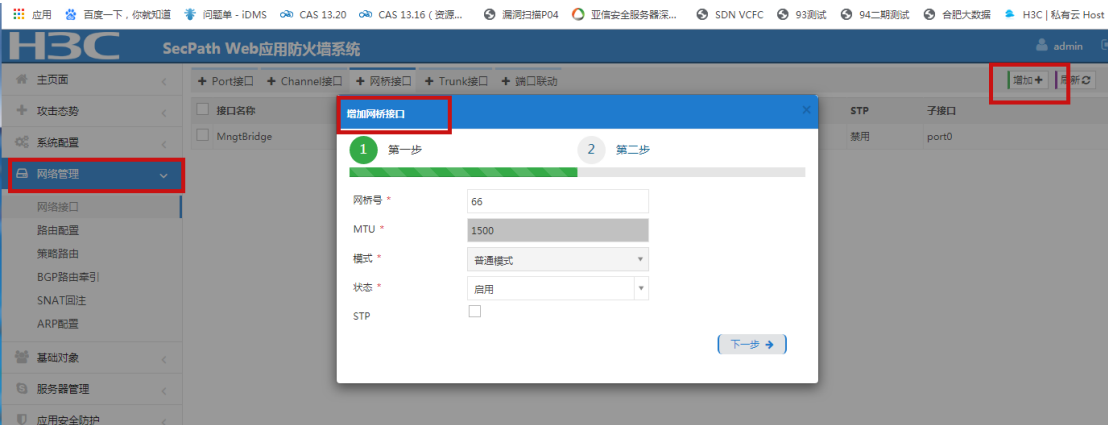 应用 百度一下，你就知道 问题单 - iDMS CAS 13.20 CAS 13.16 ( 资源... 漏洞扫描P04 亚信安全服务器深... SDN VCFC 93测试 94二期测试 合肥大数据 H3C | 私有云 Host
H3C SecPath Web应用防火墙系统 admin
主页面
攻击态势
系统配置
网络管理
网络接口
路由配置
策略路由
BGP路由牵引
SNAT回注
ARP配置
基础对象
服务器管理
应用安全防护
Port接口 Channel接口 网桥接口 Trunk接口 端口联动 增加 刷新
接口名称 STP 子接口
MngtBridge 禁用 port0
增加网桥接口 ×
1 第一步 2 第二步
网桥号 * 66
MTU * 1500
模式 * 普通模式
状态 * 启用
STP
下一步